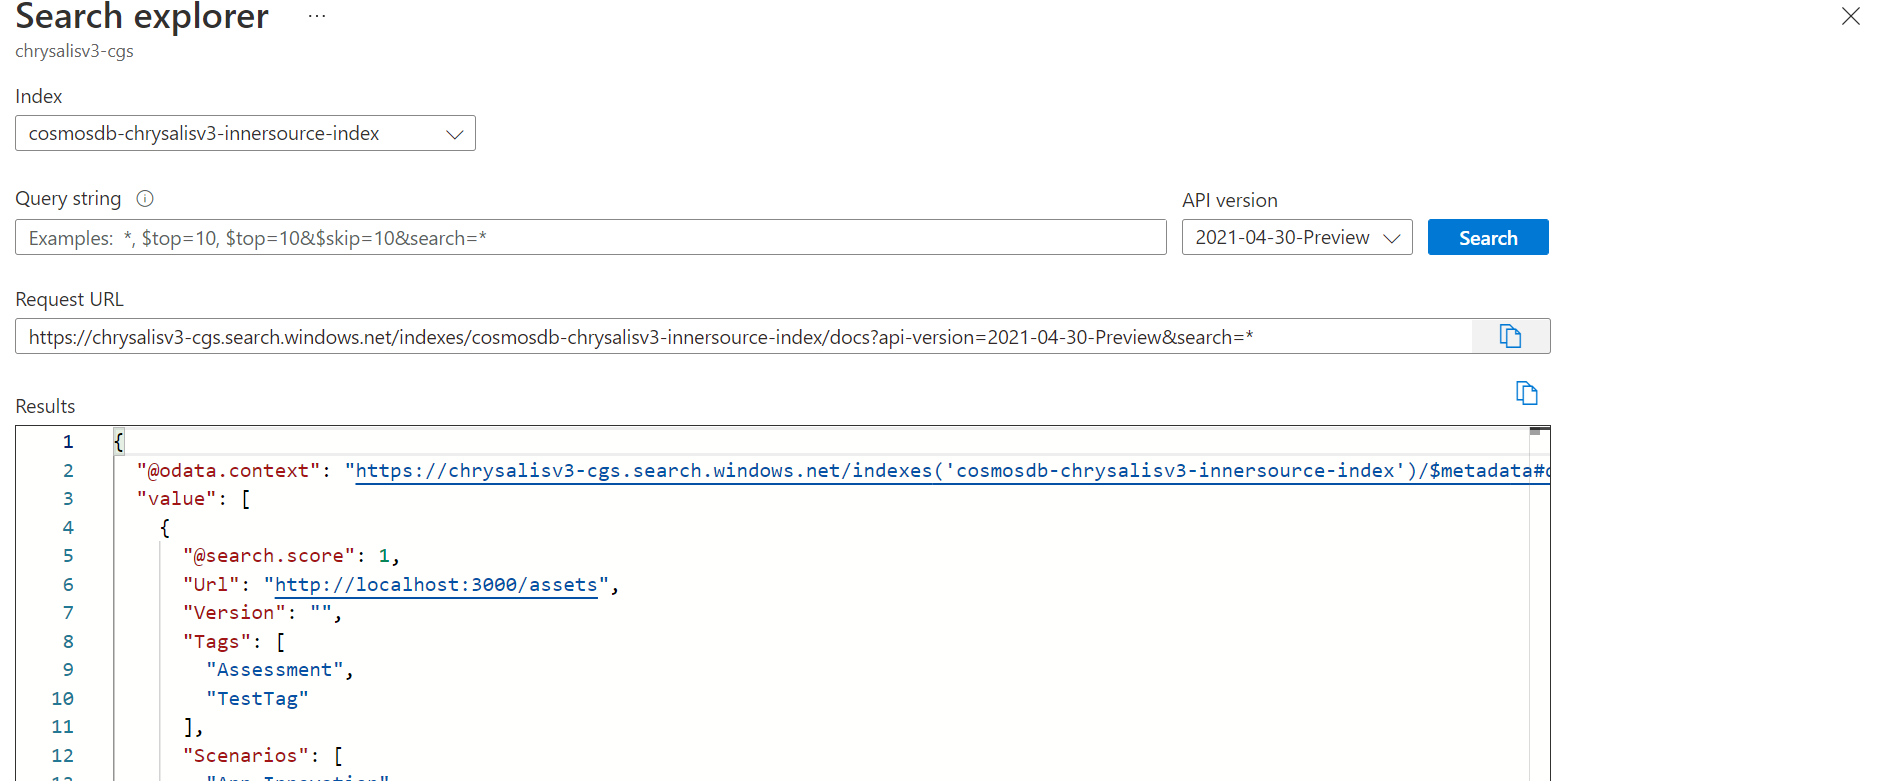 Search explorer ...
chrysalisv3-cgs
Index
cosmosdb-chrysalisv3-innersource-index
Query string
API version
Examples: *, $top=10, $top=10&$skip=10&search=*
2021-04-30-Preview
Search
Request URL
https://chrysalisv3-cgs.search.windows.net/indexes/cosmosdb-chrysalisv3-innersource-index/docs?api-version=2021-04-30-Preview&search=*
Results
1 {
2 "@odata.context": "https://chrysalisv3-cgs.search.windows.net/indexes('cosmosdb-chrysalisv3-innersource-index')/$metadata#
3 "value": [
4 {
5 "@search.score": 1,
6 "Url": "http://localhost:3000/assets",
7 "Version": "",
8 "Tags": [
9 "Assessment",
10 "TestTag"
11 ],
12 "Scenarios": [
13 "App Innovation"